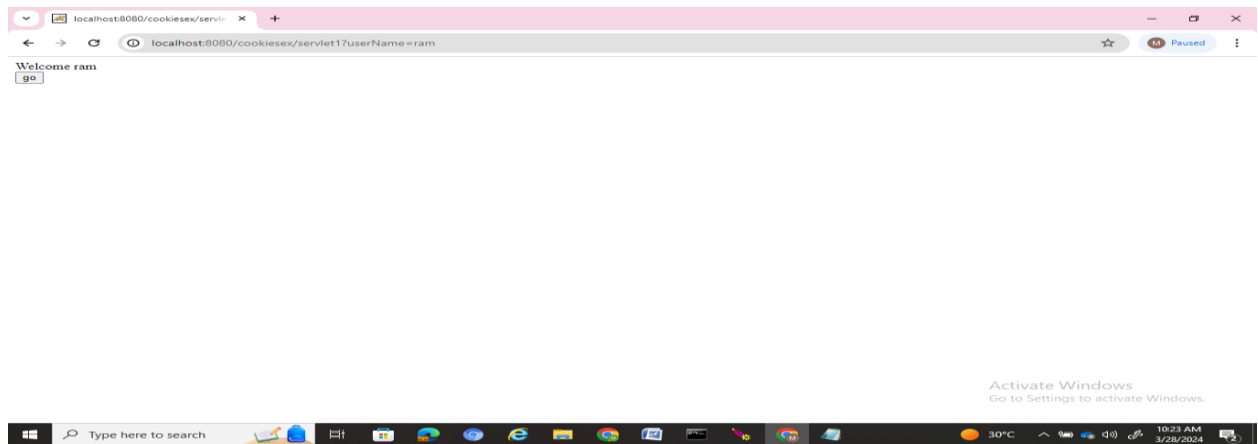 localhost:8080/cookiesex/servle
localhost:8080/cookiesex/servlet1?userName=ram
M Paused
Welcome ram
go
Activate Windows
Go to Settings to activate Windows.
Type here to search
30°C
10:23 AM
3/28/2024
2